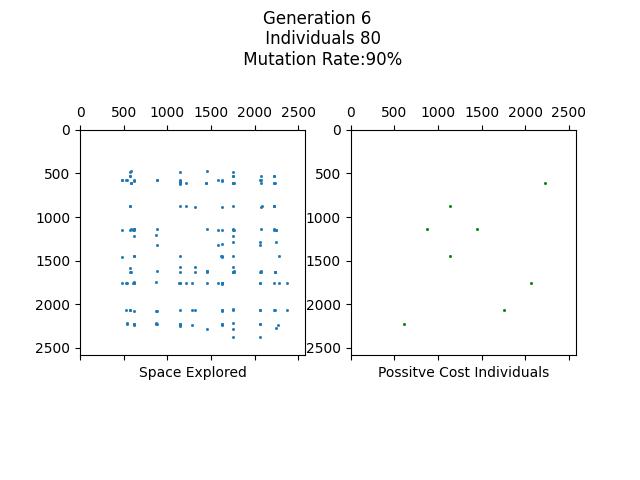 Generation 6
Individuals 80
Mutation Rate:90%
0 500 1000 1500 2000 2500
0 500 1000 1500 2000 2500
0
500
1000
1500
2000
2500
0
500
1000
1500
2000
2500
Space Explored
Possitve Cost Individuals